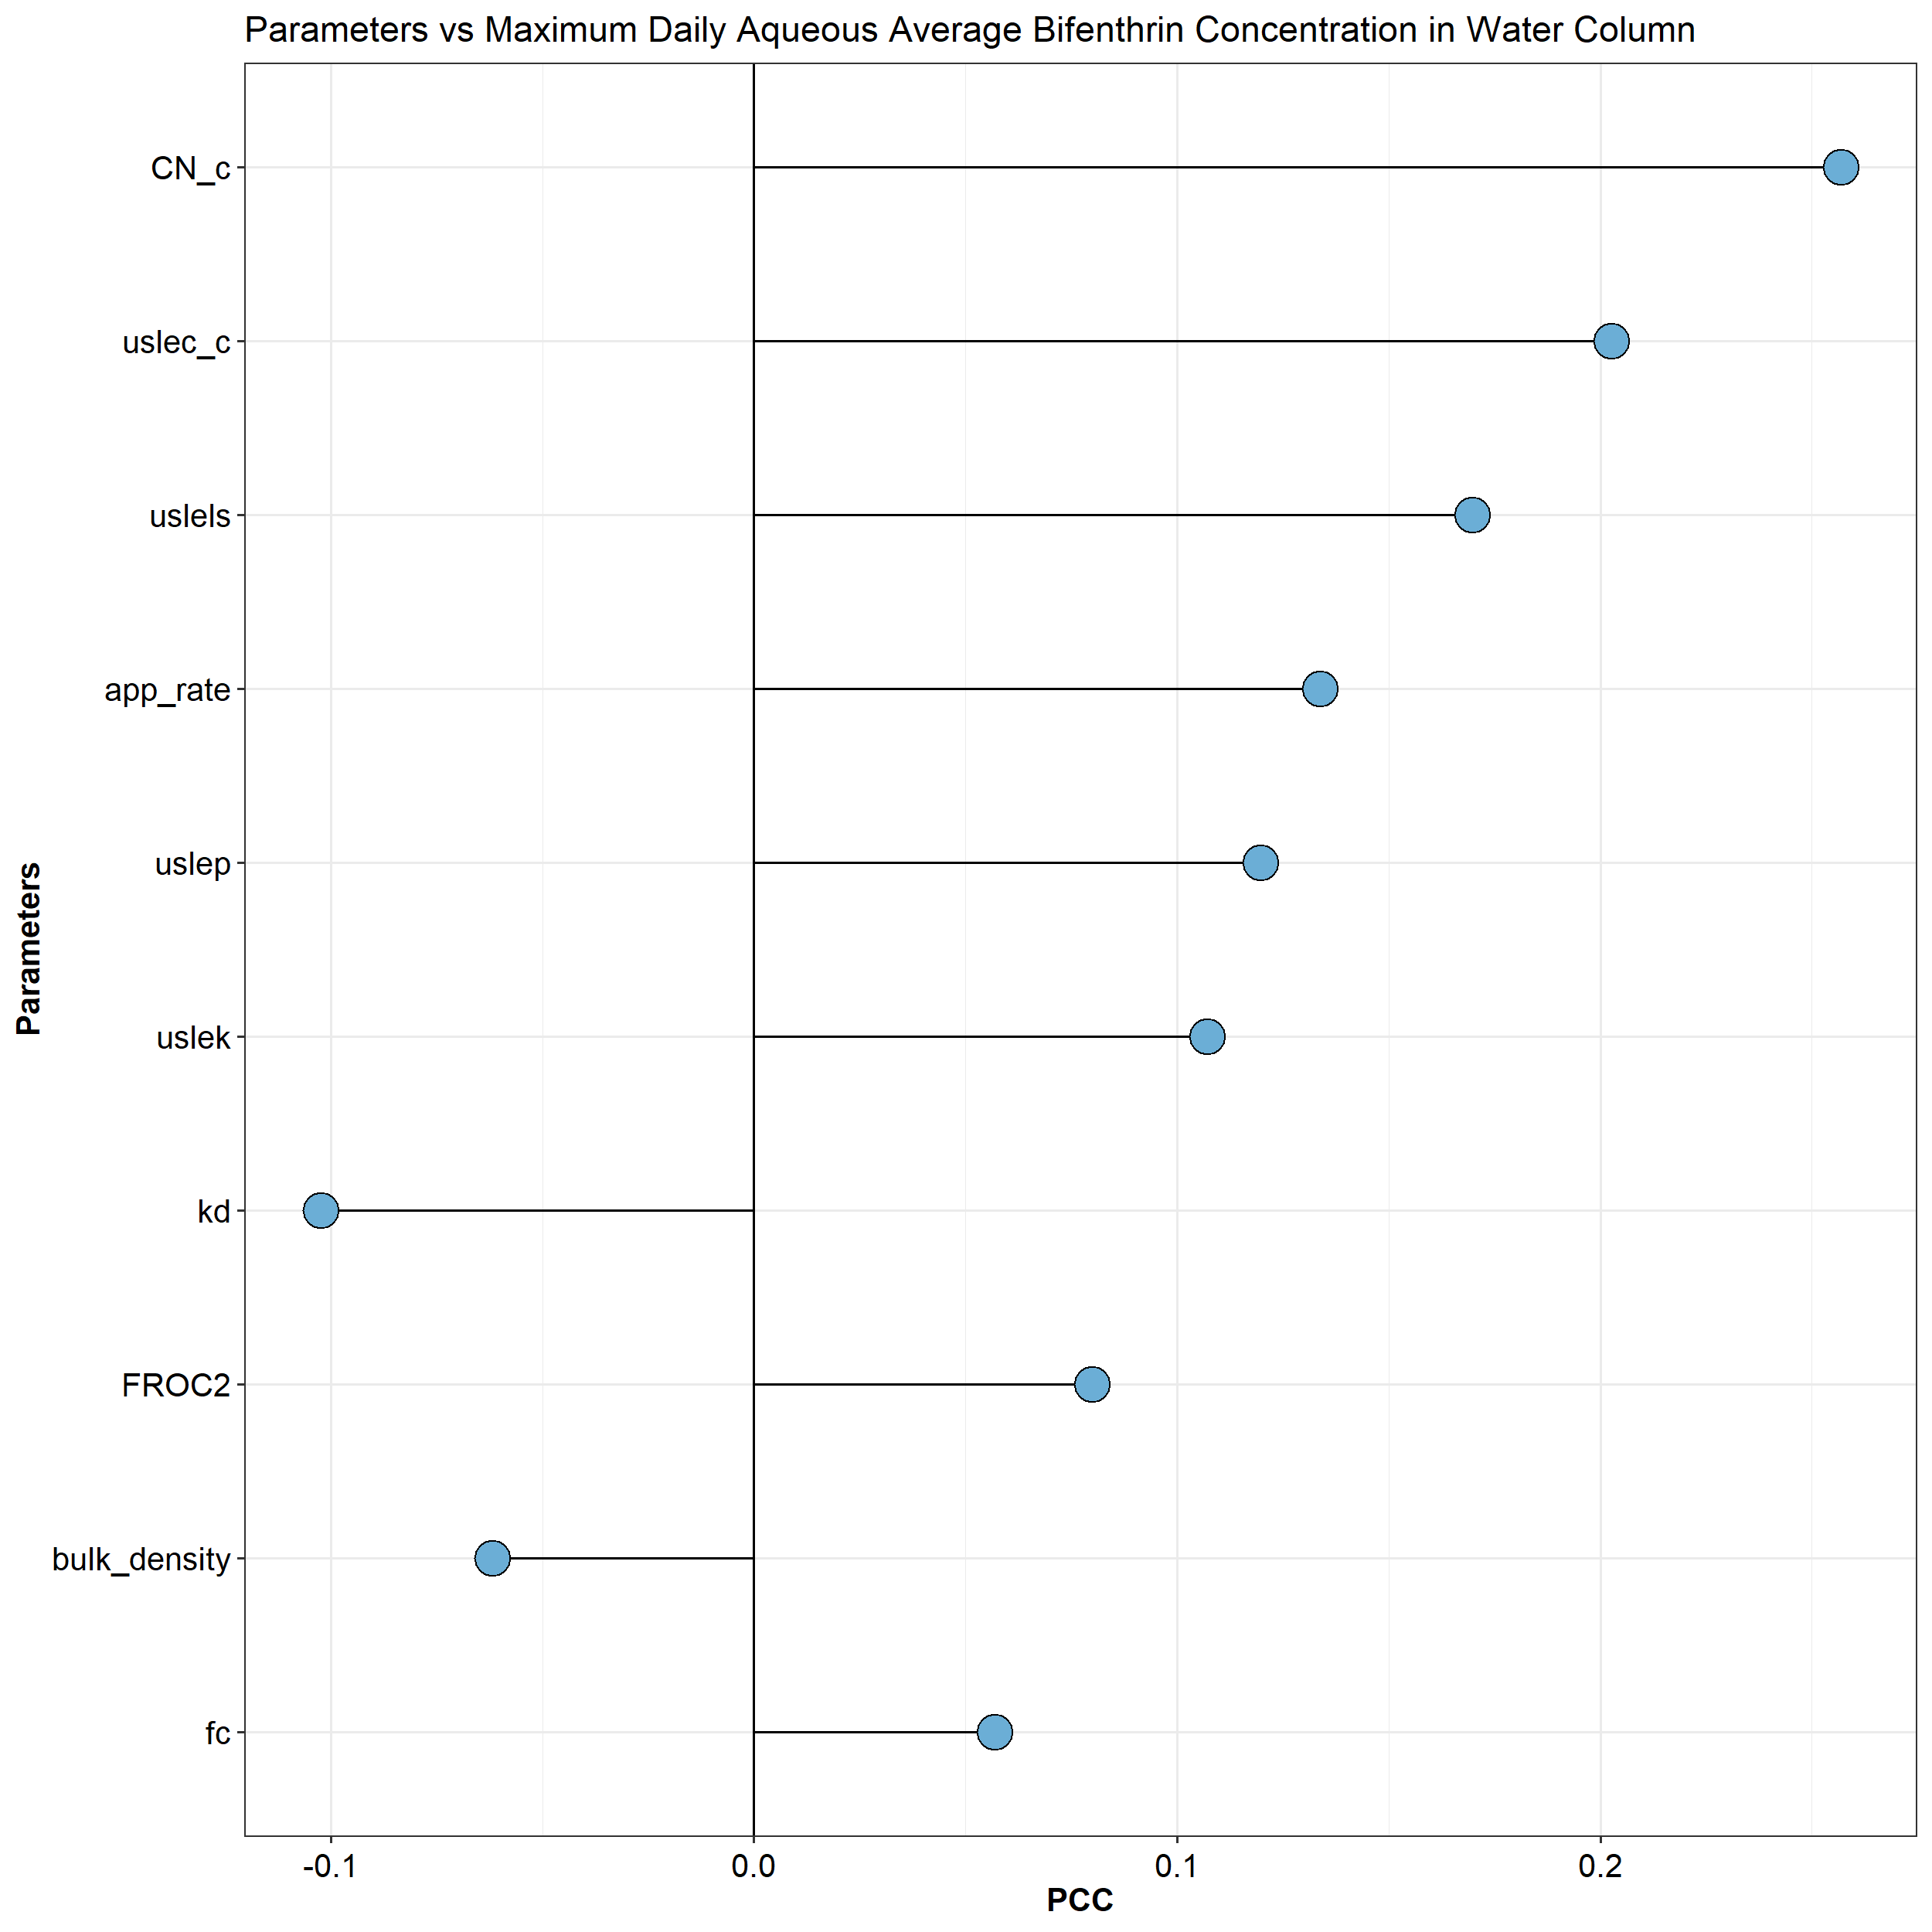 Parameters vs Maximum Daily Aqueous Average Bifenthrin Concentration in Water Column
Parameters
CN_c
uslec_c
uslels
app_rate
uslep
uslek
kd
FROC2
bulk_density
fc
-0.1
0.0
0.1
0.2
PCC